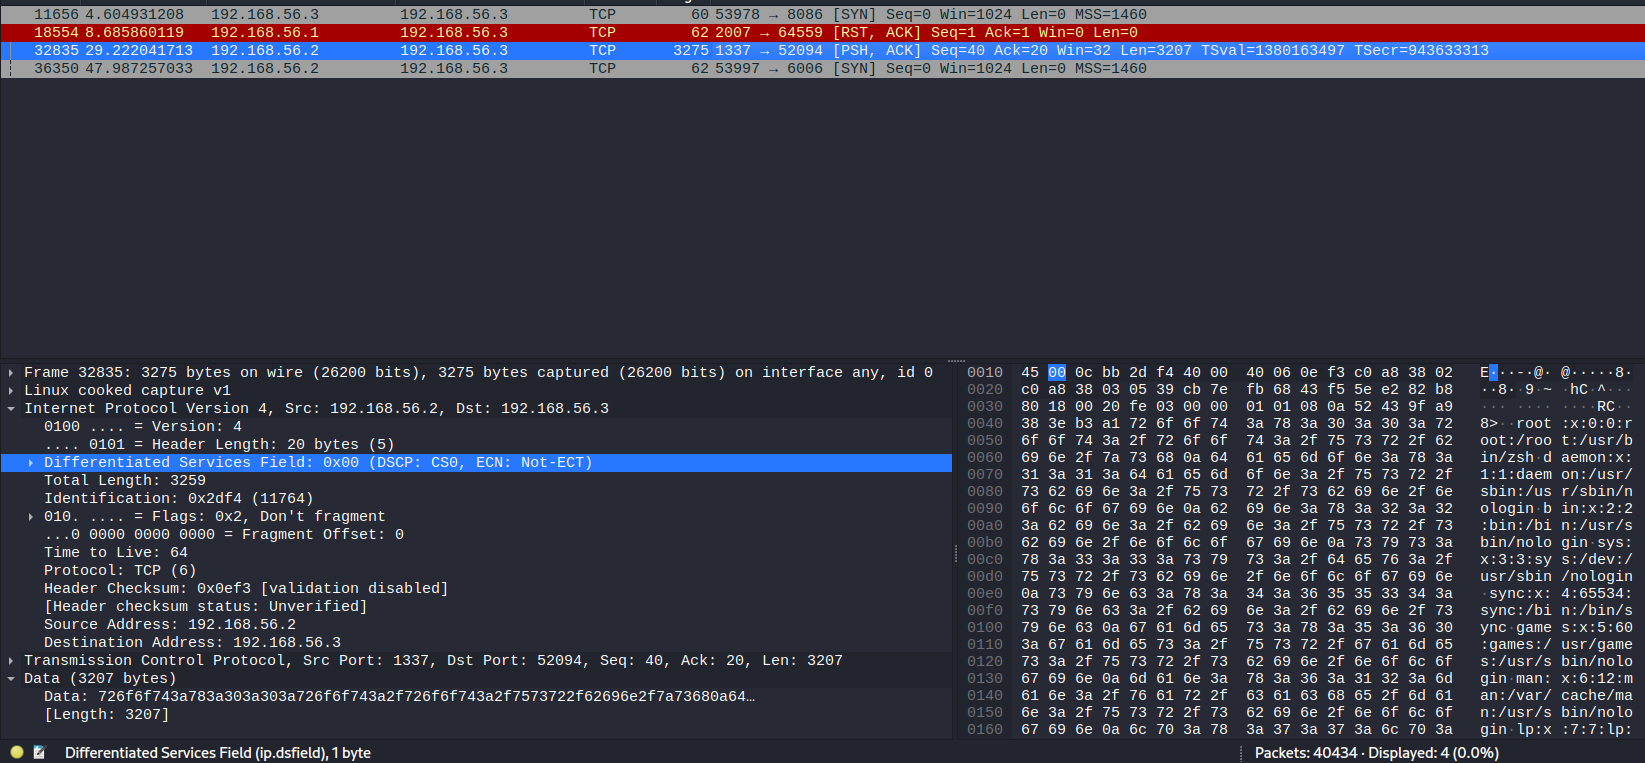 11656 4.604931208 192.168.56.3 192.168.56.3 TCP 60 53978 → 8086 [SYN] Seq=0 Win=1024 Len=0 MSS=1460
18554 8.685860119 192.168.56.1 192.168.56.3 TCP 62 2007 → 64559 [RST, ACK] Seq=1 Ack=1 Win=0 Len=0
32835 29.222041713 192.168.56.2 192.168.56.3 TCP 3275 1337 → 52094 [PSH, ACK] Seq=40 Ack=20 Win=32 Len=3207 TSval=1380163497 TSecr=943633313
36350 47.987257033 192.168.56.2 192.168.56.3 TCP 62 53997 → 6006 [SYN] Seq=0 Win=1024 Len=0 MSS=1460
Frame 32835: 3275 bytes on wire (26200 bits), 3275 bytes captured (26200 bits) on interface any, id 0
Linux cooked capture v1
Internet Protocol Version 4, Src: 192.168.56.2, Dst: 192.168.56.3
0100 .... = Version: 4
.... 0101 = Header Length: 20 bytes (5)
Differentiated Services Field: 0x00 (DSCP: CS0, ECN: Not-ECT)
Total Length: 3259
Identification: 0x2df4 (11764)
010. .... = Flags: 0x2, Don't fragment
...0 0000 0000 0000 = Fragment Offset: 0
Time to Live: 64
Protocol: TCP (6)
Header Checksum: 0x0ef3 [validation disabled]
[Header checksum status: Unverified]
Source Address: 192.168.56.2
Destination Address: 192.168.56.3
Transmission Control Protocol, Src Port: 1337, Dst Port: 52094, Seq: 40, Ack: 20, Len: 3207
Data (3207 bytes)
Data: 726f6f743a783a303a303a726f6f743a2f726f6f743a2f7573722f62696e2f7a73680a64…
[Length: 3207]
0010 45 00 0c bb 2d f4 40 00 40 06 0e f3 c0 a8 38 02 E···-·@· @·····8·
0020 c0 a8 38 03 05 39 cb 7e fb 68 43 f5 5e e2 82 b8 ··8··9·~ ·hC·^···
0030 80 18 00 20 fe 03 00 00 01 01 08 0a 52 43 9f a9 ··· ···· ····RC··
0040 38 3e b3 a1 72 6f 6f 74 3a 78 3a 30 3a 30 3a 72 8>··root :x:0:0:r
0050 6f 6f 74 3a 2f 72 6f 6f 74 3a 2f 75 73 72 2f 62 oot:/roo t:/usr/b
0060 69 6e 2f 7a 73 68 0a 64 61 65 6d 6f 6e 3a 78 3a in/zsh·d aemon:x:
0070 31 3a 31 3a 64 61 65 6d 6f 6e 3a 2f 75 73 72 2f 1:1:daem on:/usr/
0080 73 62 69 6e 3a 2f 75 73 72 2f 73 62 69 6e 2f 6e sbin:/us r/sbin/n
0090 6f 6c 6f 67 69 6e 0a 62 69 6e 3a 78 3a 32 3a 32 ologin·b in:x:2:2
00a0 3a 62 69 6e 3a 2f 62 69 6e 3a 2f 75 73 72 2f 73 :bin:/bi n:/usr/s
00b0 62 69 6e 2f 6e 6f 6c 6f 67 69 6e 0a 73 79 73 3a bin/nolo gin·sys:
00c0 78 3a 33 3a 33 3a 73 79 73 3a 2f 64 65 76 3a 2f x:3:3:sy s:/dev:/
00d0 75 73 72 2f 73 62 69 6e 2f 6e 6f 6c 6f 67 69 6e usr/sbin /nologin
00e0 0a 73 79 6e 63 3a 78 3a 34 3a 36 35 35 33 34 3a ·sync:x: 4:65534:
00f0 73 79 6e 63 3a 2f 62 69 6e 3a 2f 62 69 6e 2f 73 sync:/bi n:/bin/s
0100 79 6e 63 0a 67 61 6d 65 73 3a 78 3a 35 3a 36 30 ync·game s:x:5:60
0110 3a 67 61 6d 65 73 3a 2f 75 73 72 2f 67 61 6d 65 :games:/ usr/game
0120 73 3a 2f 75 73 72 2f 73 62 69 6e 2f 6e 6f 6c 6f s:/usr/s bin/nolo
0130 67 69 6e 0a 6d 61 6e 3a 78 3a 36 3a 31 32 3a 6d gin·man: x:6:12:m
0140 61 6e 3a 2f 76 61 72 2f 63 61 63 68 65 2f 6d 61 an:/var/ cache/ma
0150 6e 3a 2f 75 73 72 2f 73 62 69 6e 2f 6e 6f 6c 6f n:/usr/s bin/nolo
0160 67 69 6e 0a 6c 70 3a 78 3a 37 3a 37 3a 6c 70 3a gin·lp:x :7:7:lp:
Differentiated Services Field (ip.dsfield), 1 byte
Packets: 40434 · Displayed: 4 (0.0%)